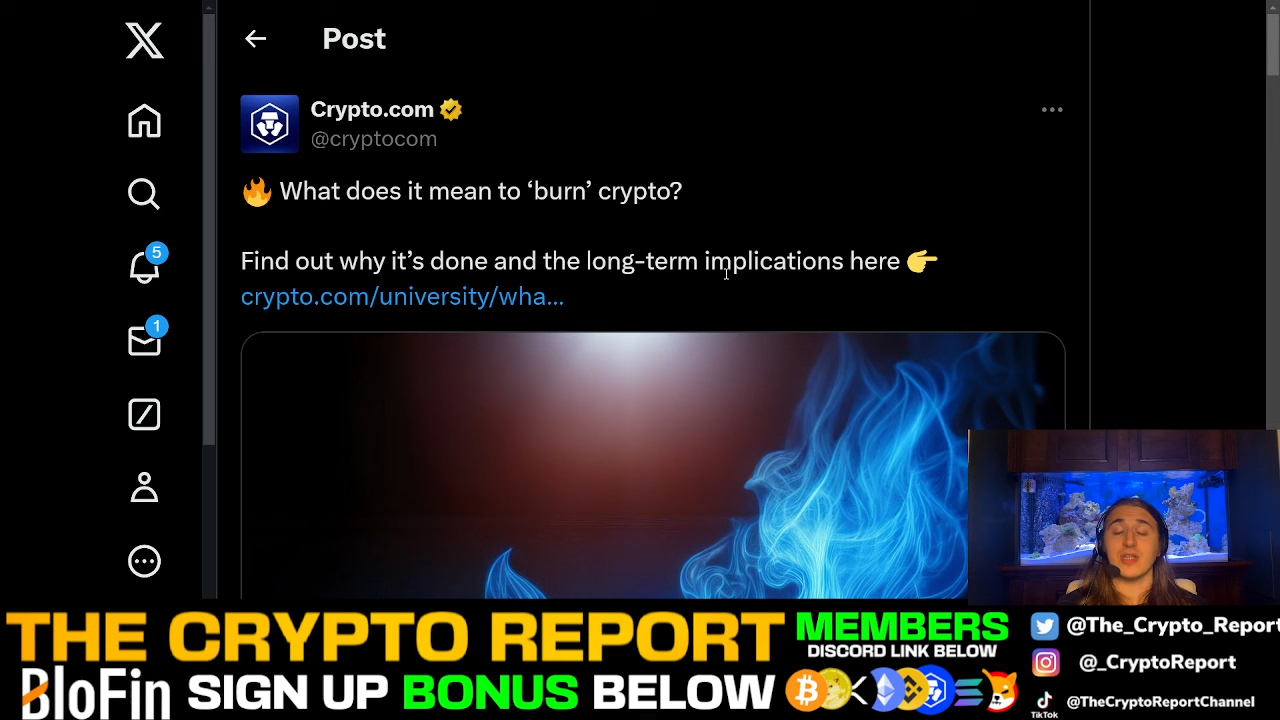 Post
Crypto.com
@cryptocom
🔥 What does it mean to ‘burn’ crypto?
Find out why it’s done and the long-term implications here 👉
crypto.com/university/wha...
5
1
THE CRYPTO REPORT
MEMBERS
DISCORD LINK BELOW
BloFin SIGN UP BONUS BELOW
@The_Crypto_Report
@_CryptoReport
TikTok
@TheCryptoReportChannel